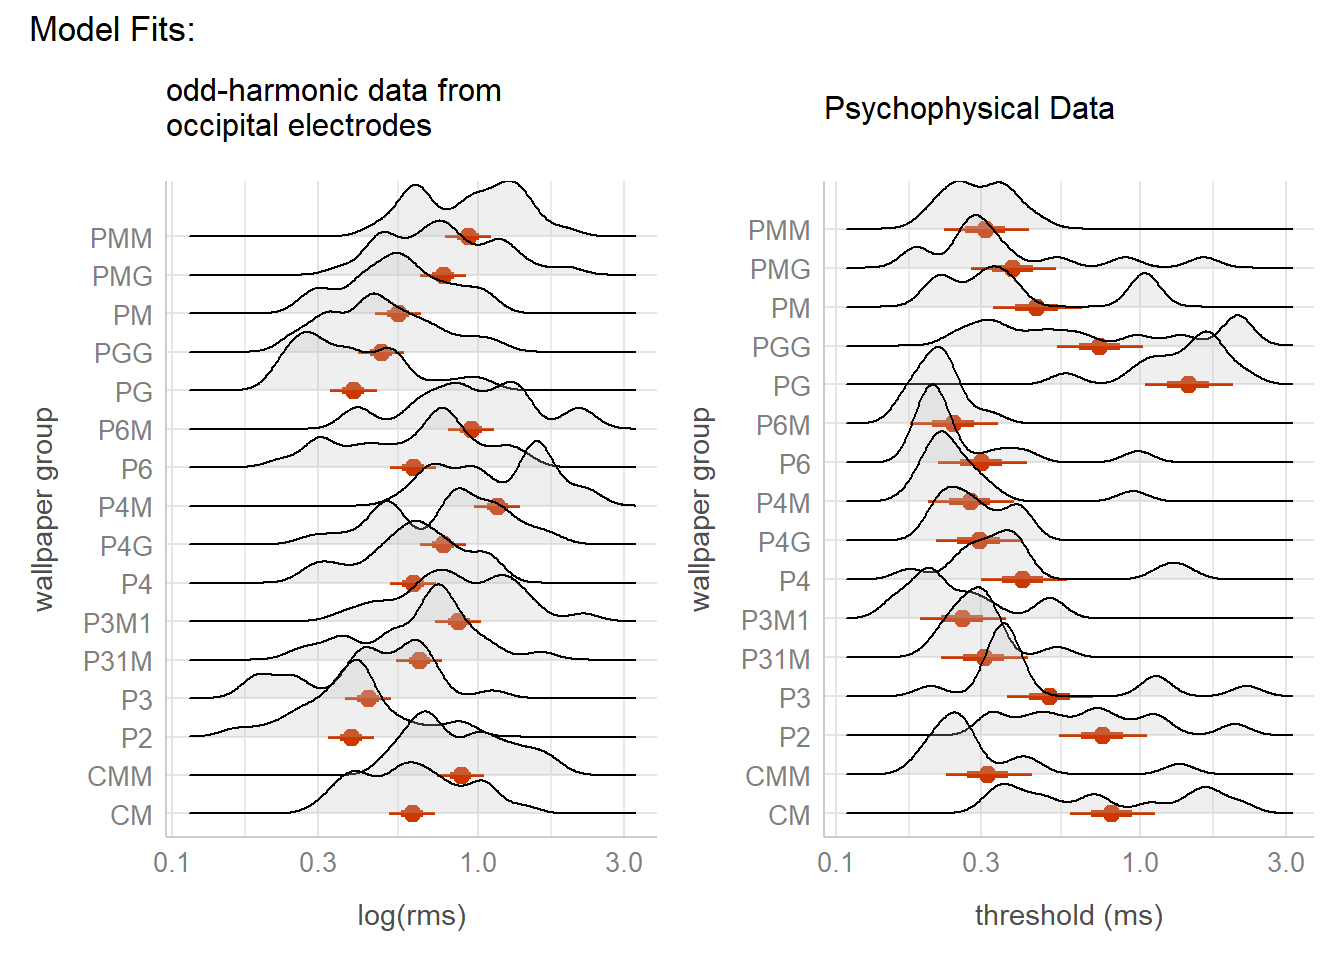 Model Fits:
odd-harmonic data from
occipital electrodes
wallpaper group
PMM
PMG
PM
PGG
PG
P6M
P6
P4M
P4G
P4
P3M1
P31M
P3
P2
CMM
CM
0.1 0.3 1.0 3.0
log(rms)
Psychophysical Data
wallpaper group
PMM
PMG
PM
PGG
PG
P6M
P6
P4M
P4G
P4
P3M1
P31M
P3
P2
CMM
CM
0.1 0.3 1.0 3.0
threshold (ms)